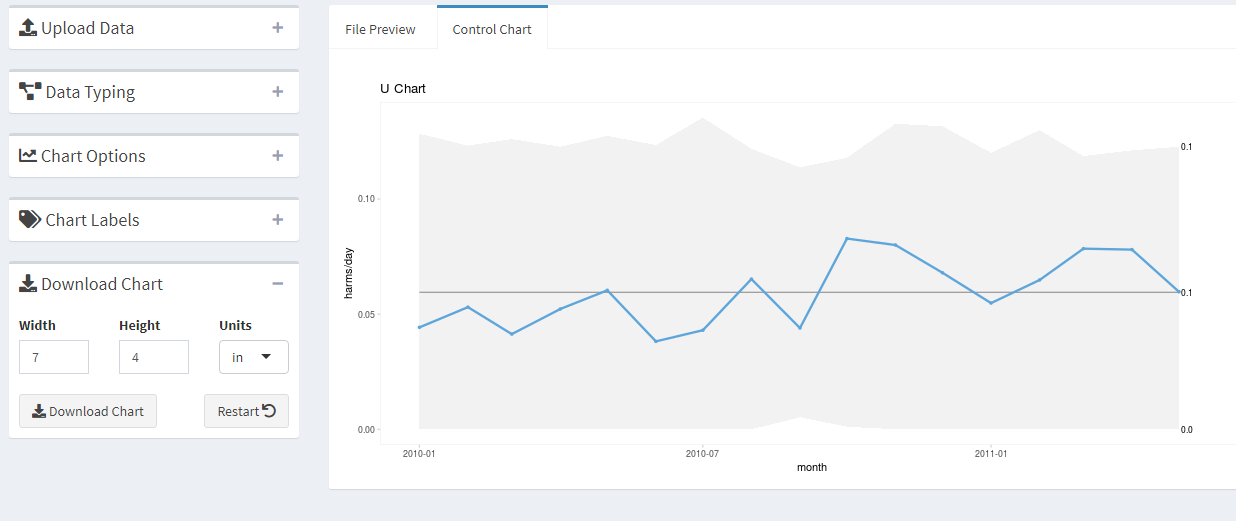 Upload Data +
Data Typing +
Chart Options +
Chart Labels +
Download Chart −
Width Height Units
7 4 in
Download Chart Restart
File Preview Control Chart
U Chart
0.1
0.10
harms/day
0.1
0.05
0.00
0.0
2010-01 2010-07 2011-01
month